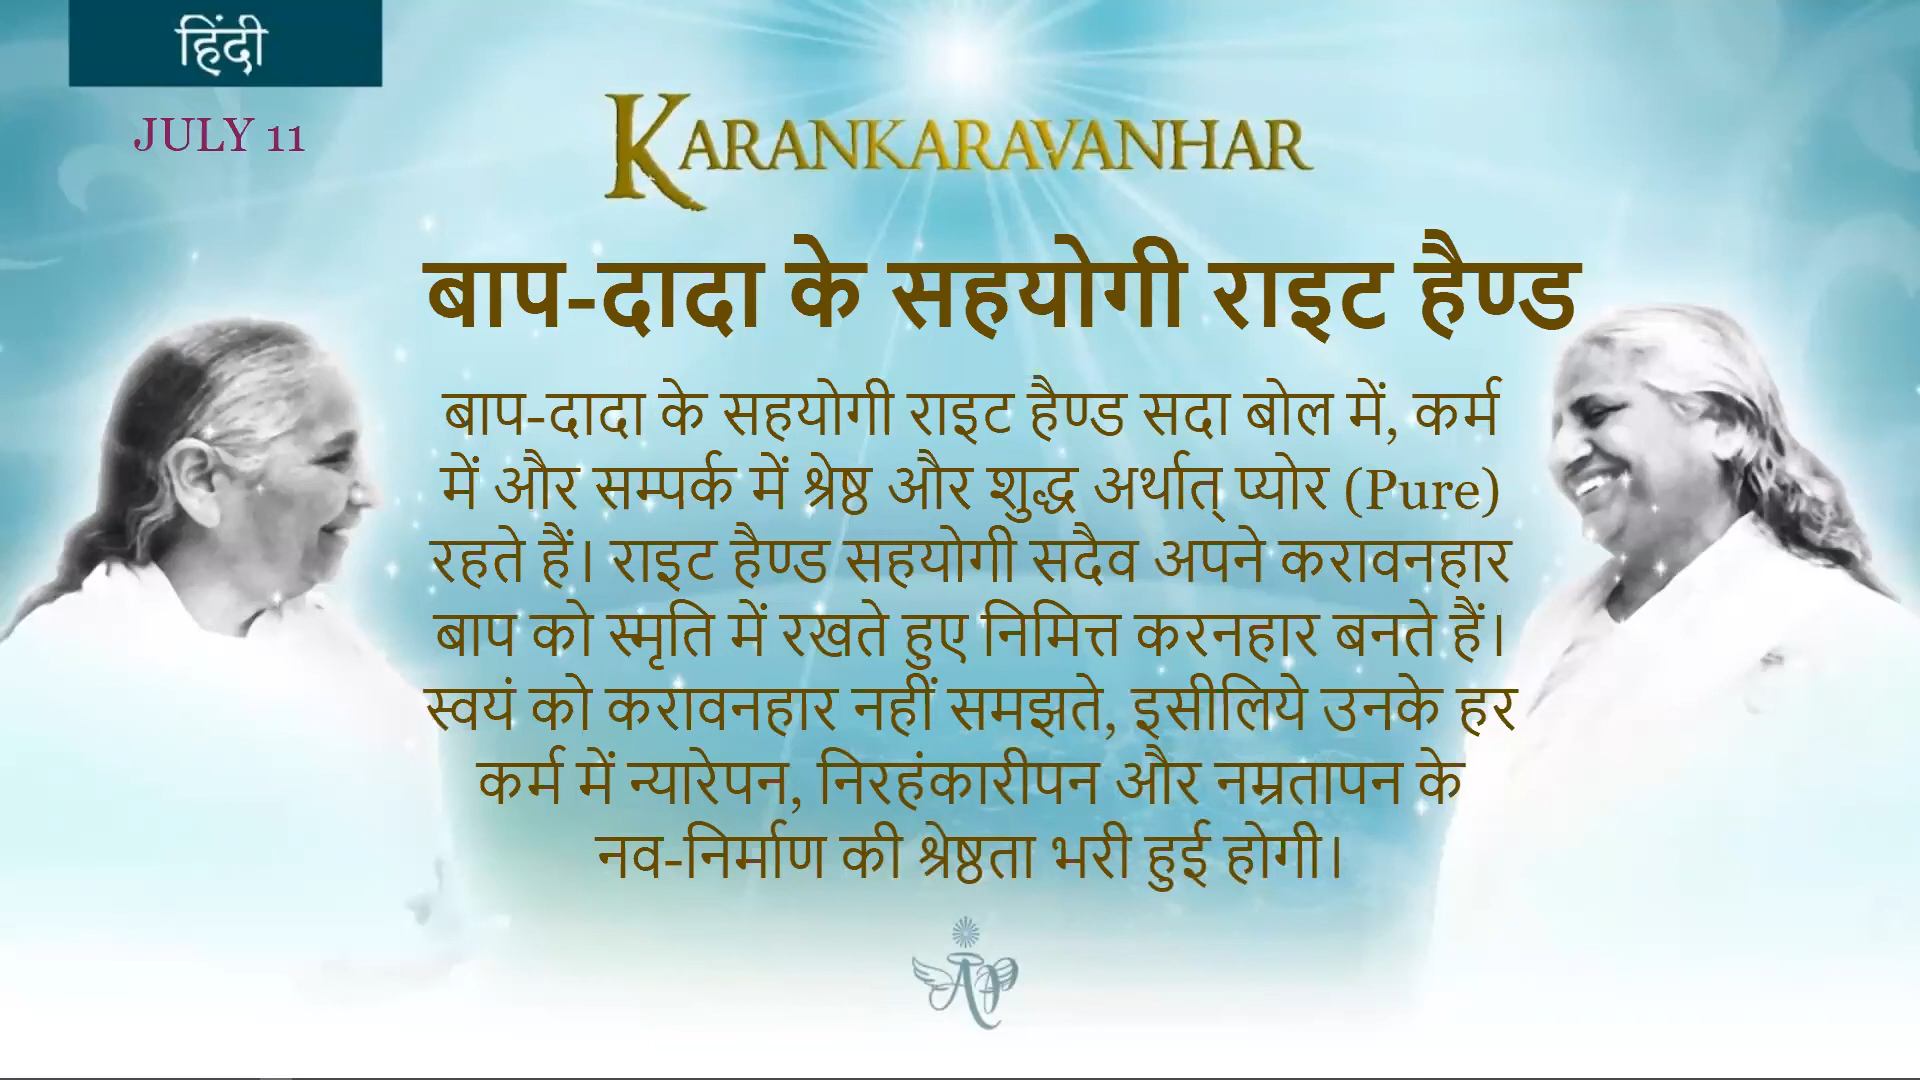 हिंदी
JULY 11
KARANKARAVANHAR
बाप-दादा के सहयोगी राइट हैण्ड
बाप-दादा के सहयोगी राइट हैण्ड सदा बोल में, कर्म
में और सम्पर्क में श्रेष्ठ और शुद्ध अर्थात् प्योर (Pure)
रहते हैं। राइट हैण्ड सहयोगी सदैव अपने करावनहार
बाप को स्मृति में रखते हुए निमित्त करनहार बनते हैं।
स्वयं को करावनहार नहीं समझते, इसीलिये उनके हर
कर्म में न्यारेपन, निरहंकारीपन और नम्रतापन के
नव-निर्माण की श्रेष्ठता भरी हुई होगी।